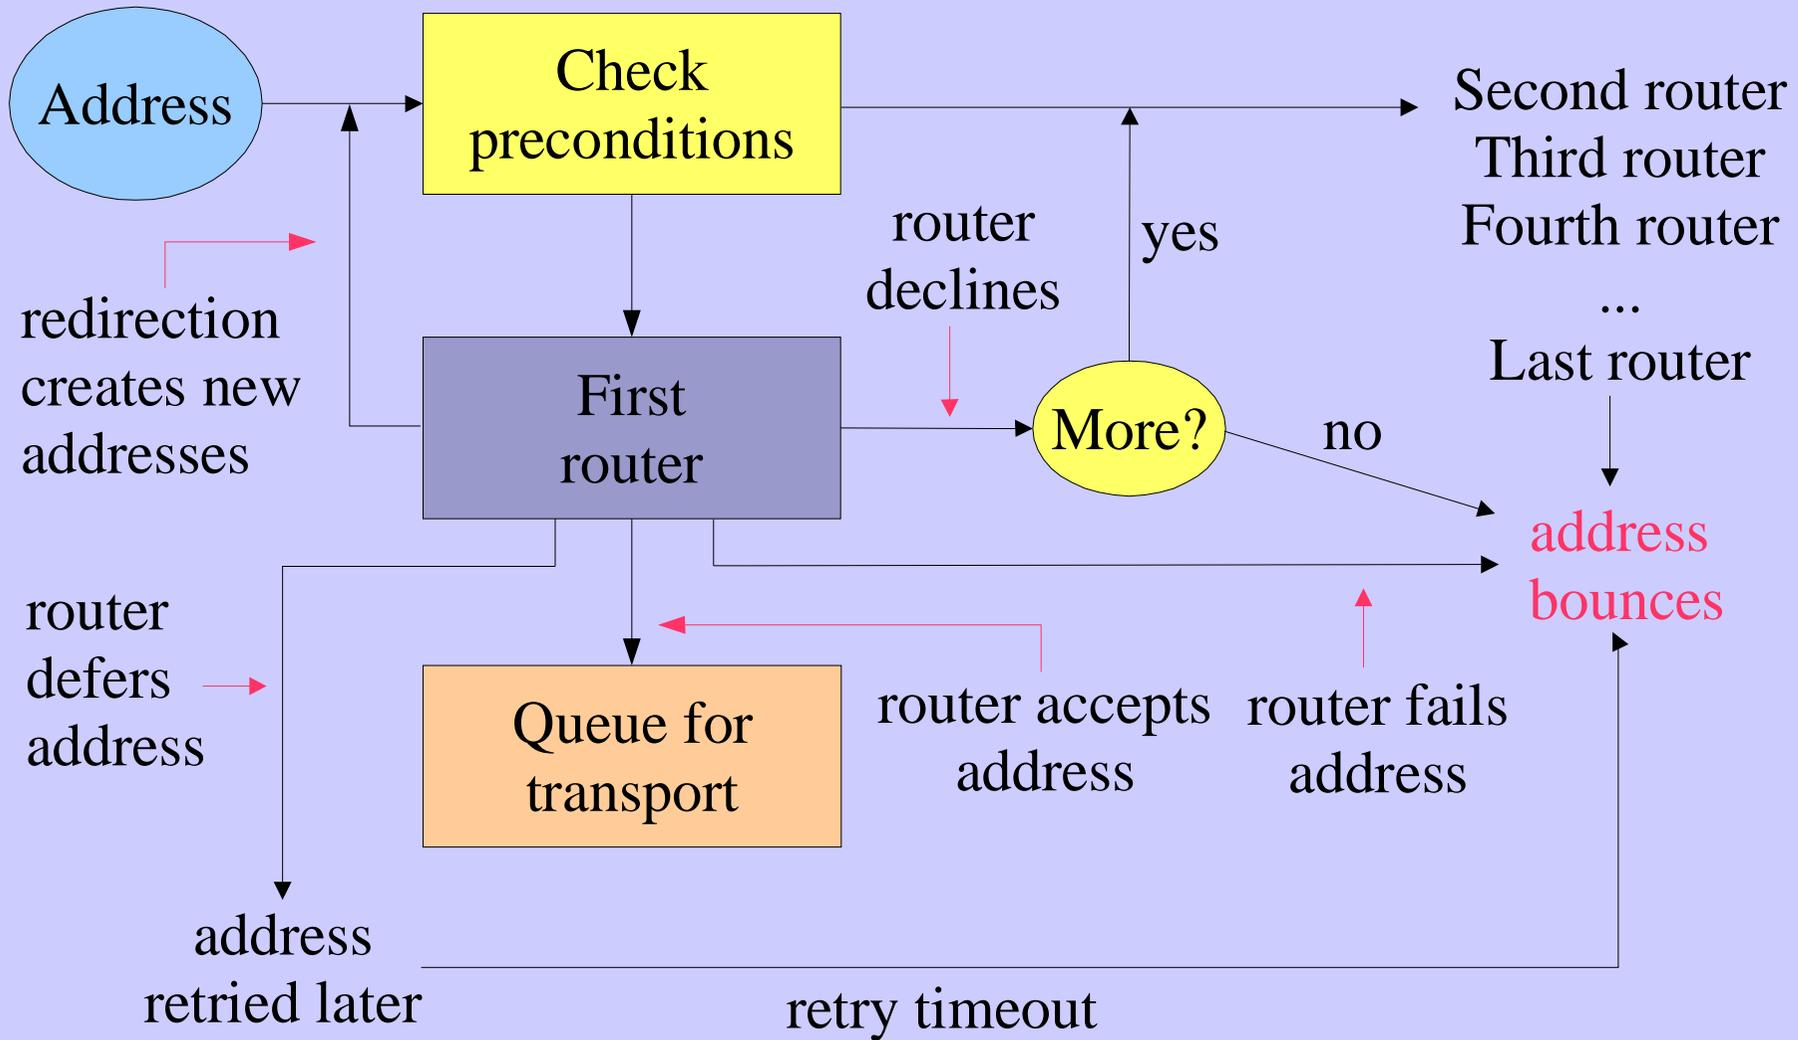 Address
Check
preconditions
Second router
Third router
Fourth router
...
Last router
router
declines
yes
redirection
creates new
addresses
First
router
More?
no
address
bounces
router
defers
address
Queue for
transport
router accepts
address
router fails
address
address
retried later
retry timeout